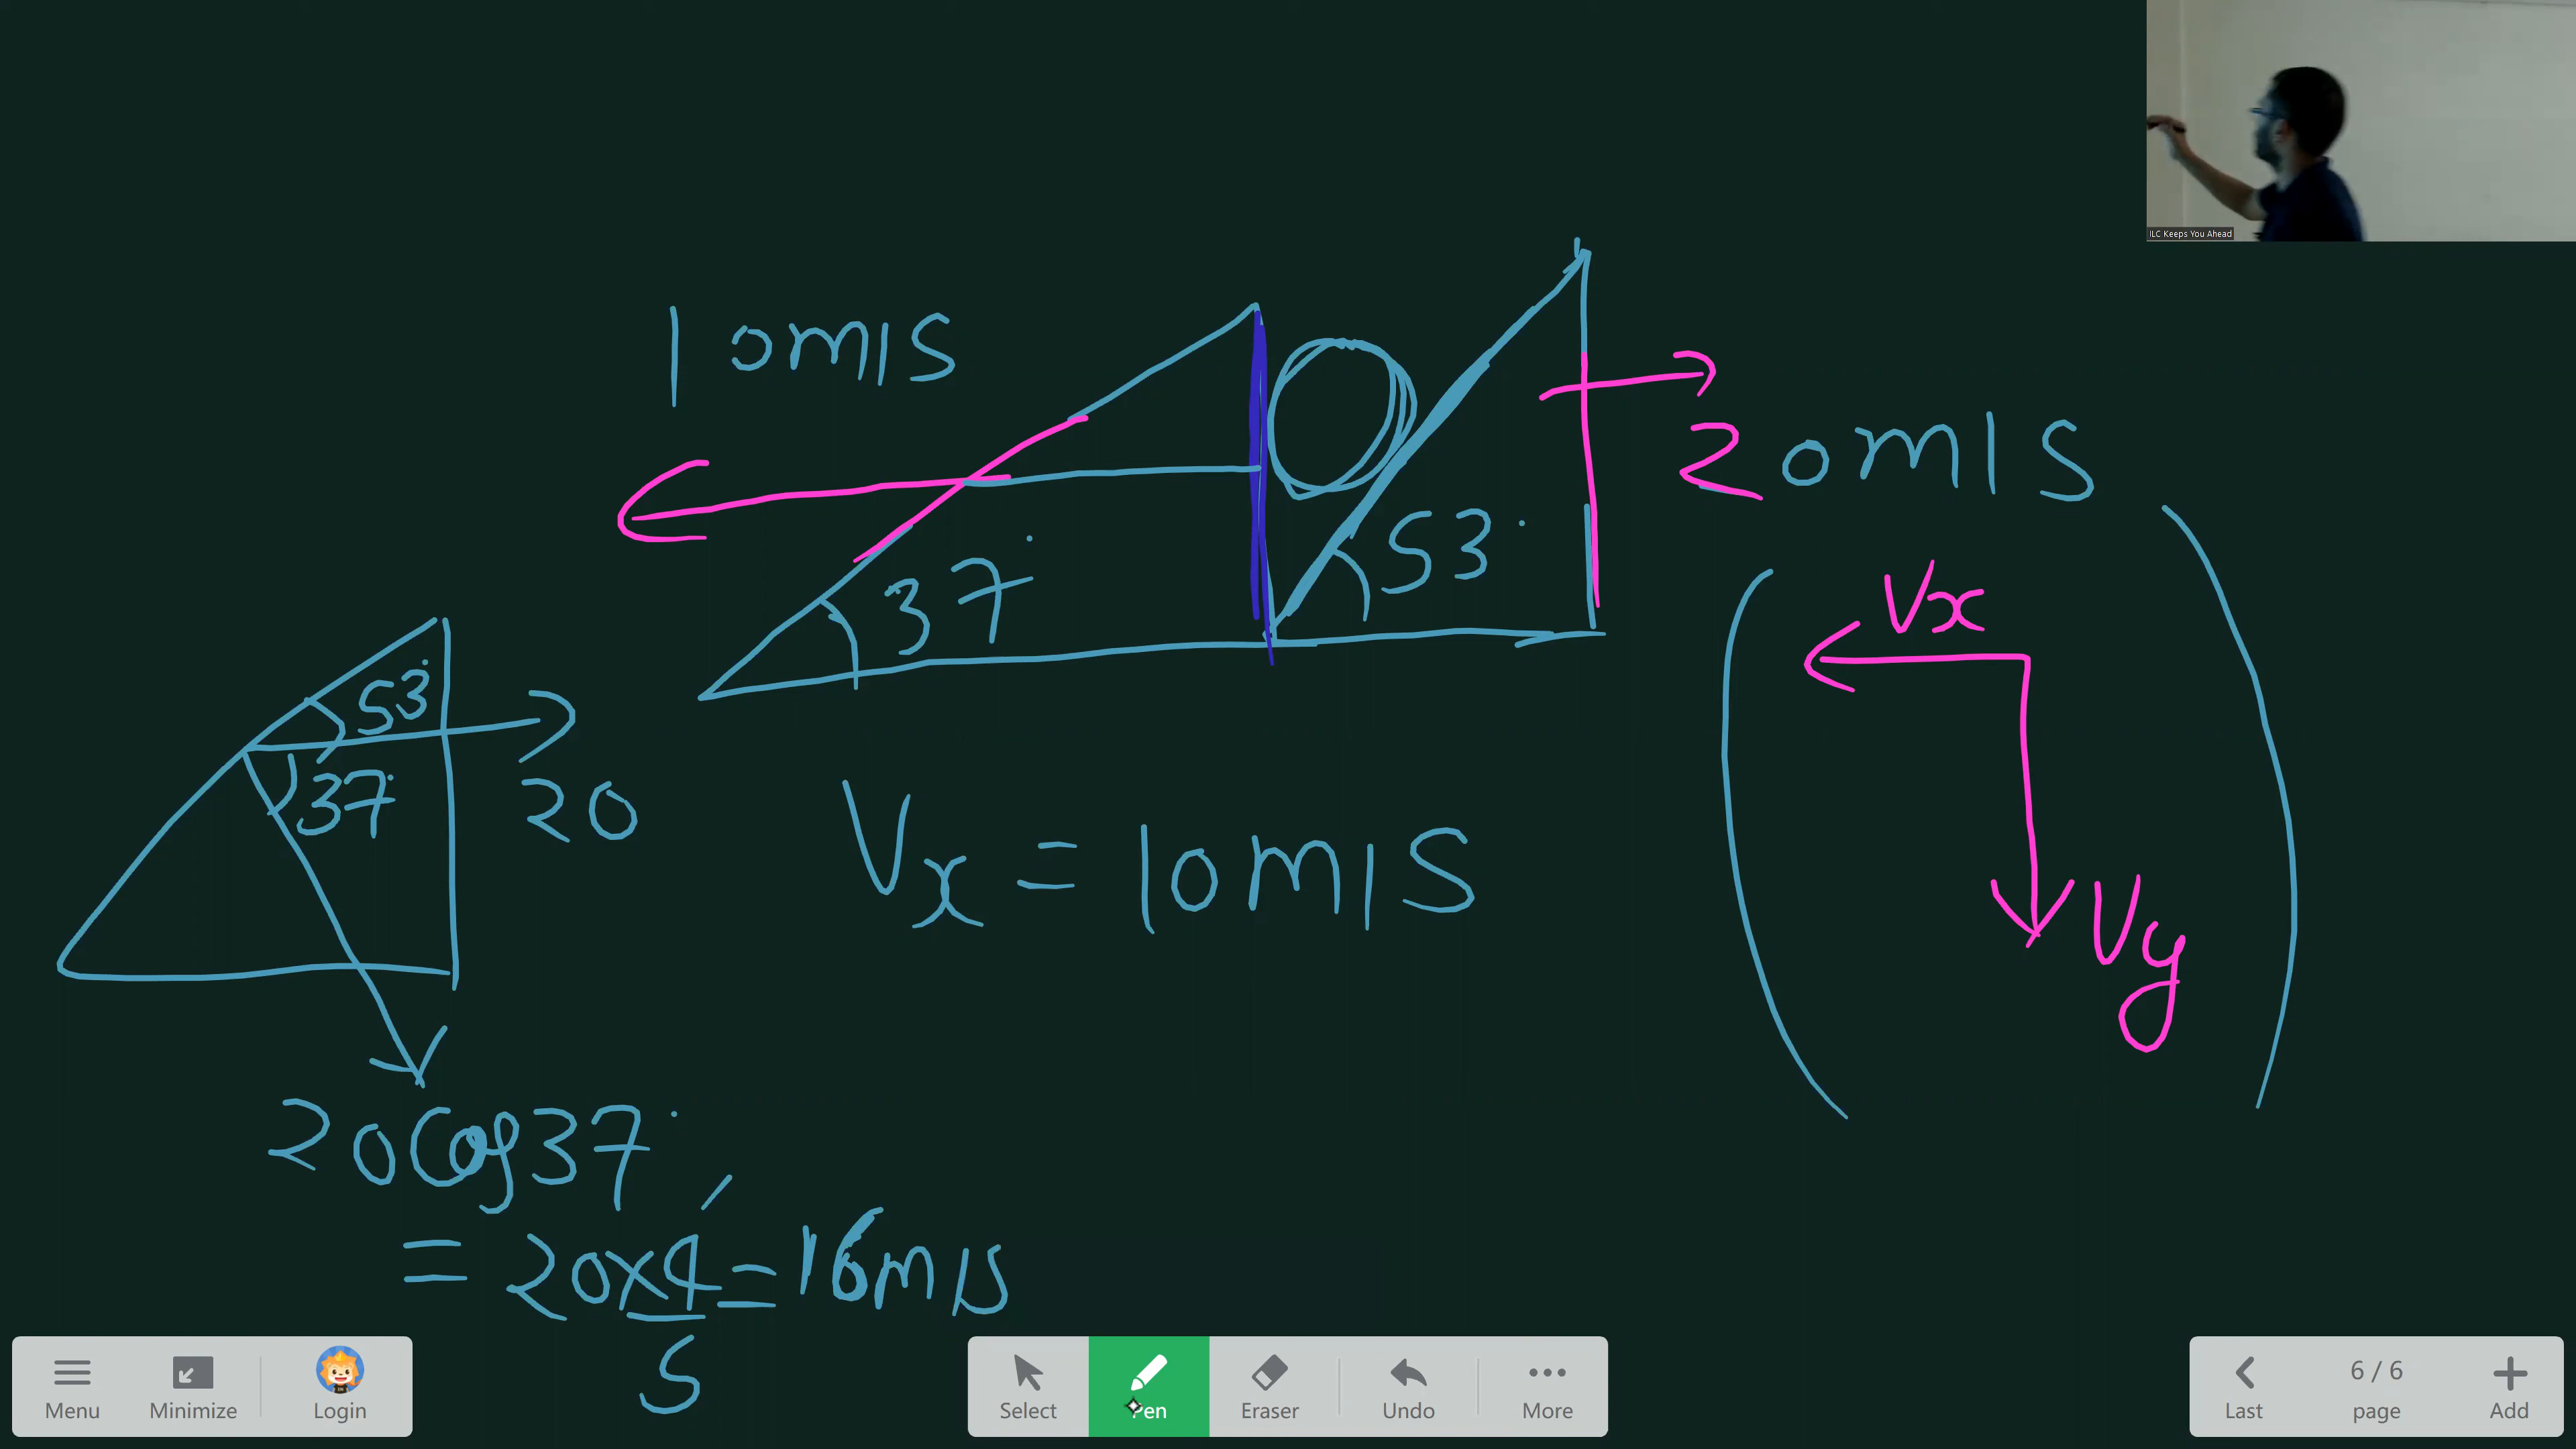 ILC Keeps You Ahead
10m/s
20m/s
37°
53°
Vx
53°
37°
20
Vx = 10m/s
Vy
20Cos37°
= 20x4 = 16m/s
5
Menu
Minimize
Login
Select
Pen
Eraser
Undo
More
Last
6 / 6
page
Add